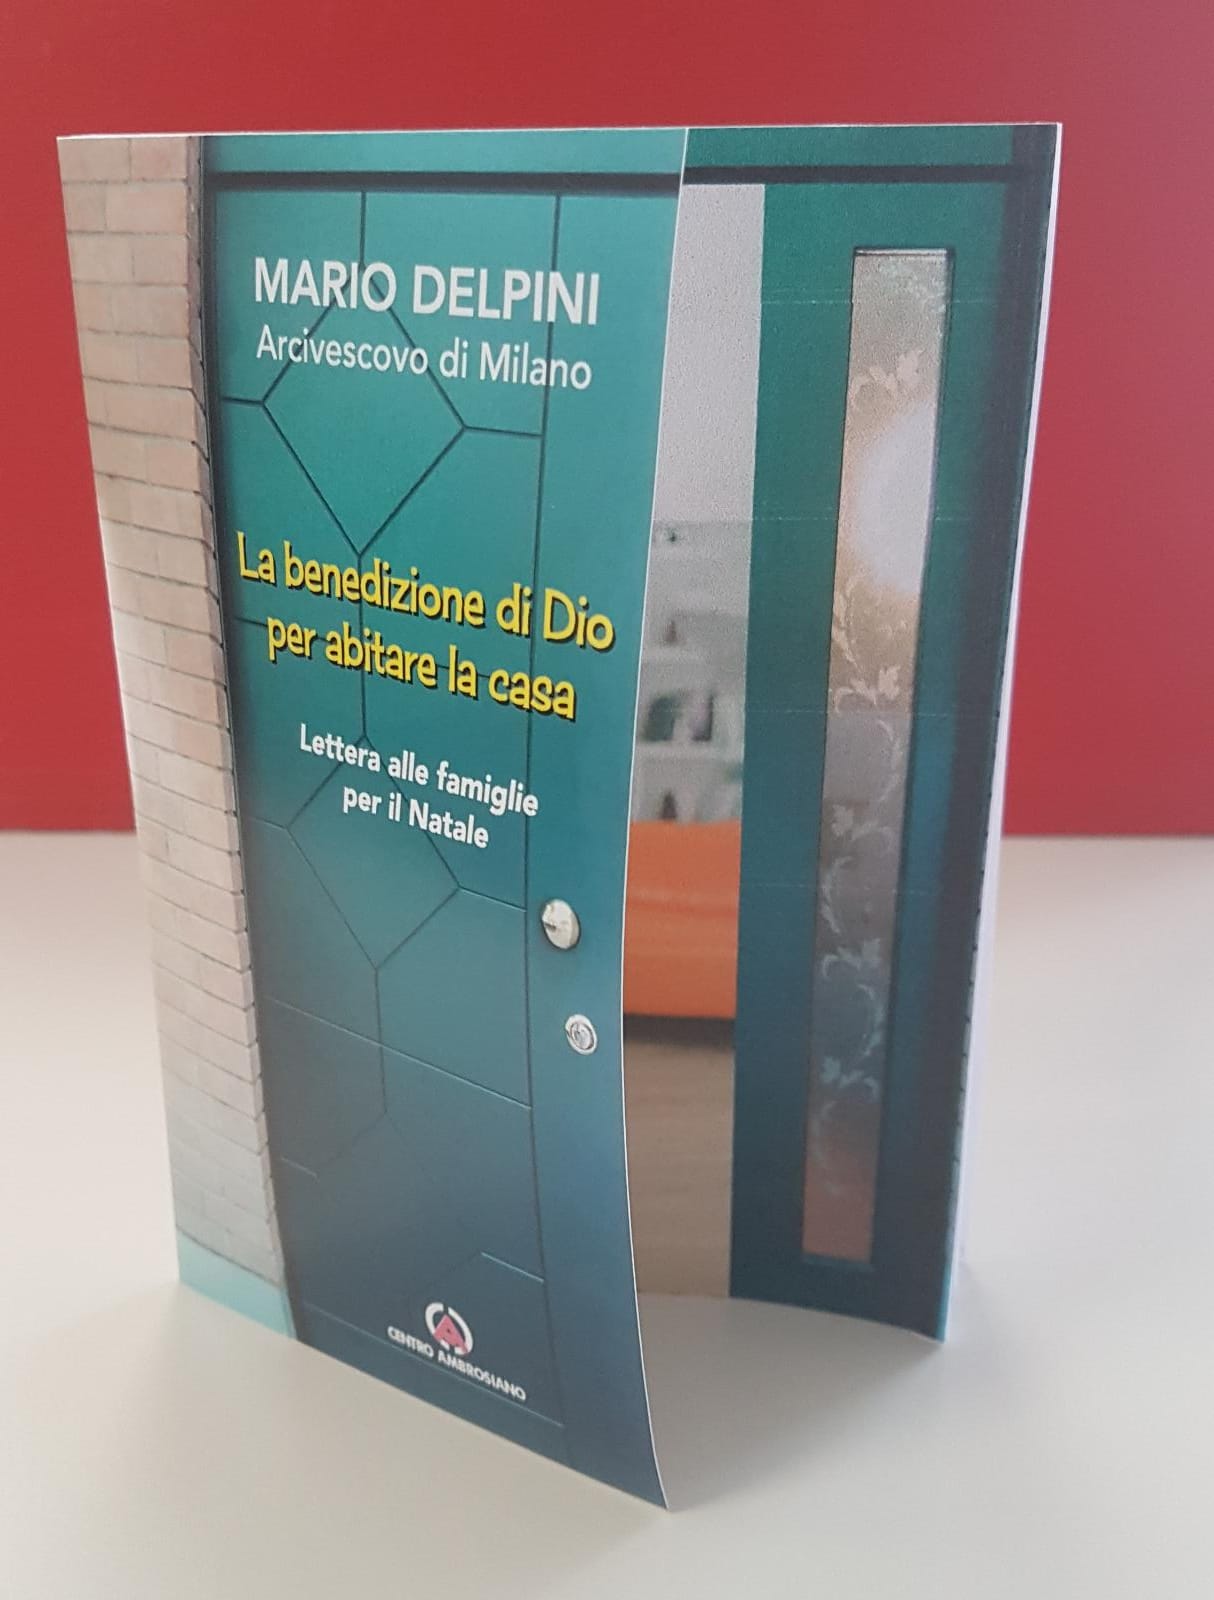 MARIO DELPINI
Arcivescovo di Milano
La benedizione di Dio
per abitare la casa
Lettera alle famiglie
per il Natale
CENTRO AMBROSIANO